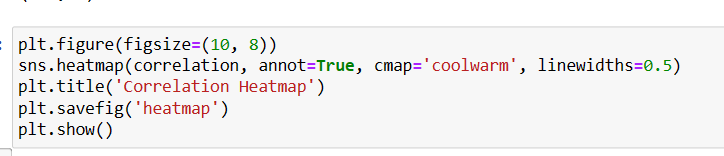 plt.figure(figsize=(10, 8))
sns.heatmap(correlation, annot=True, cmap='coolwarm', linewidths=0.5)
plt.title('Correlation Heatmap')
plt.savefig('heatmap')
plt.show()